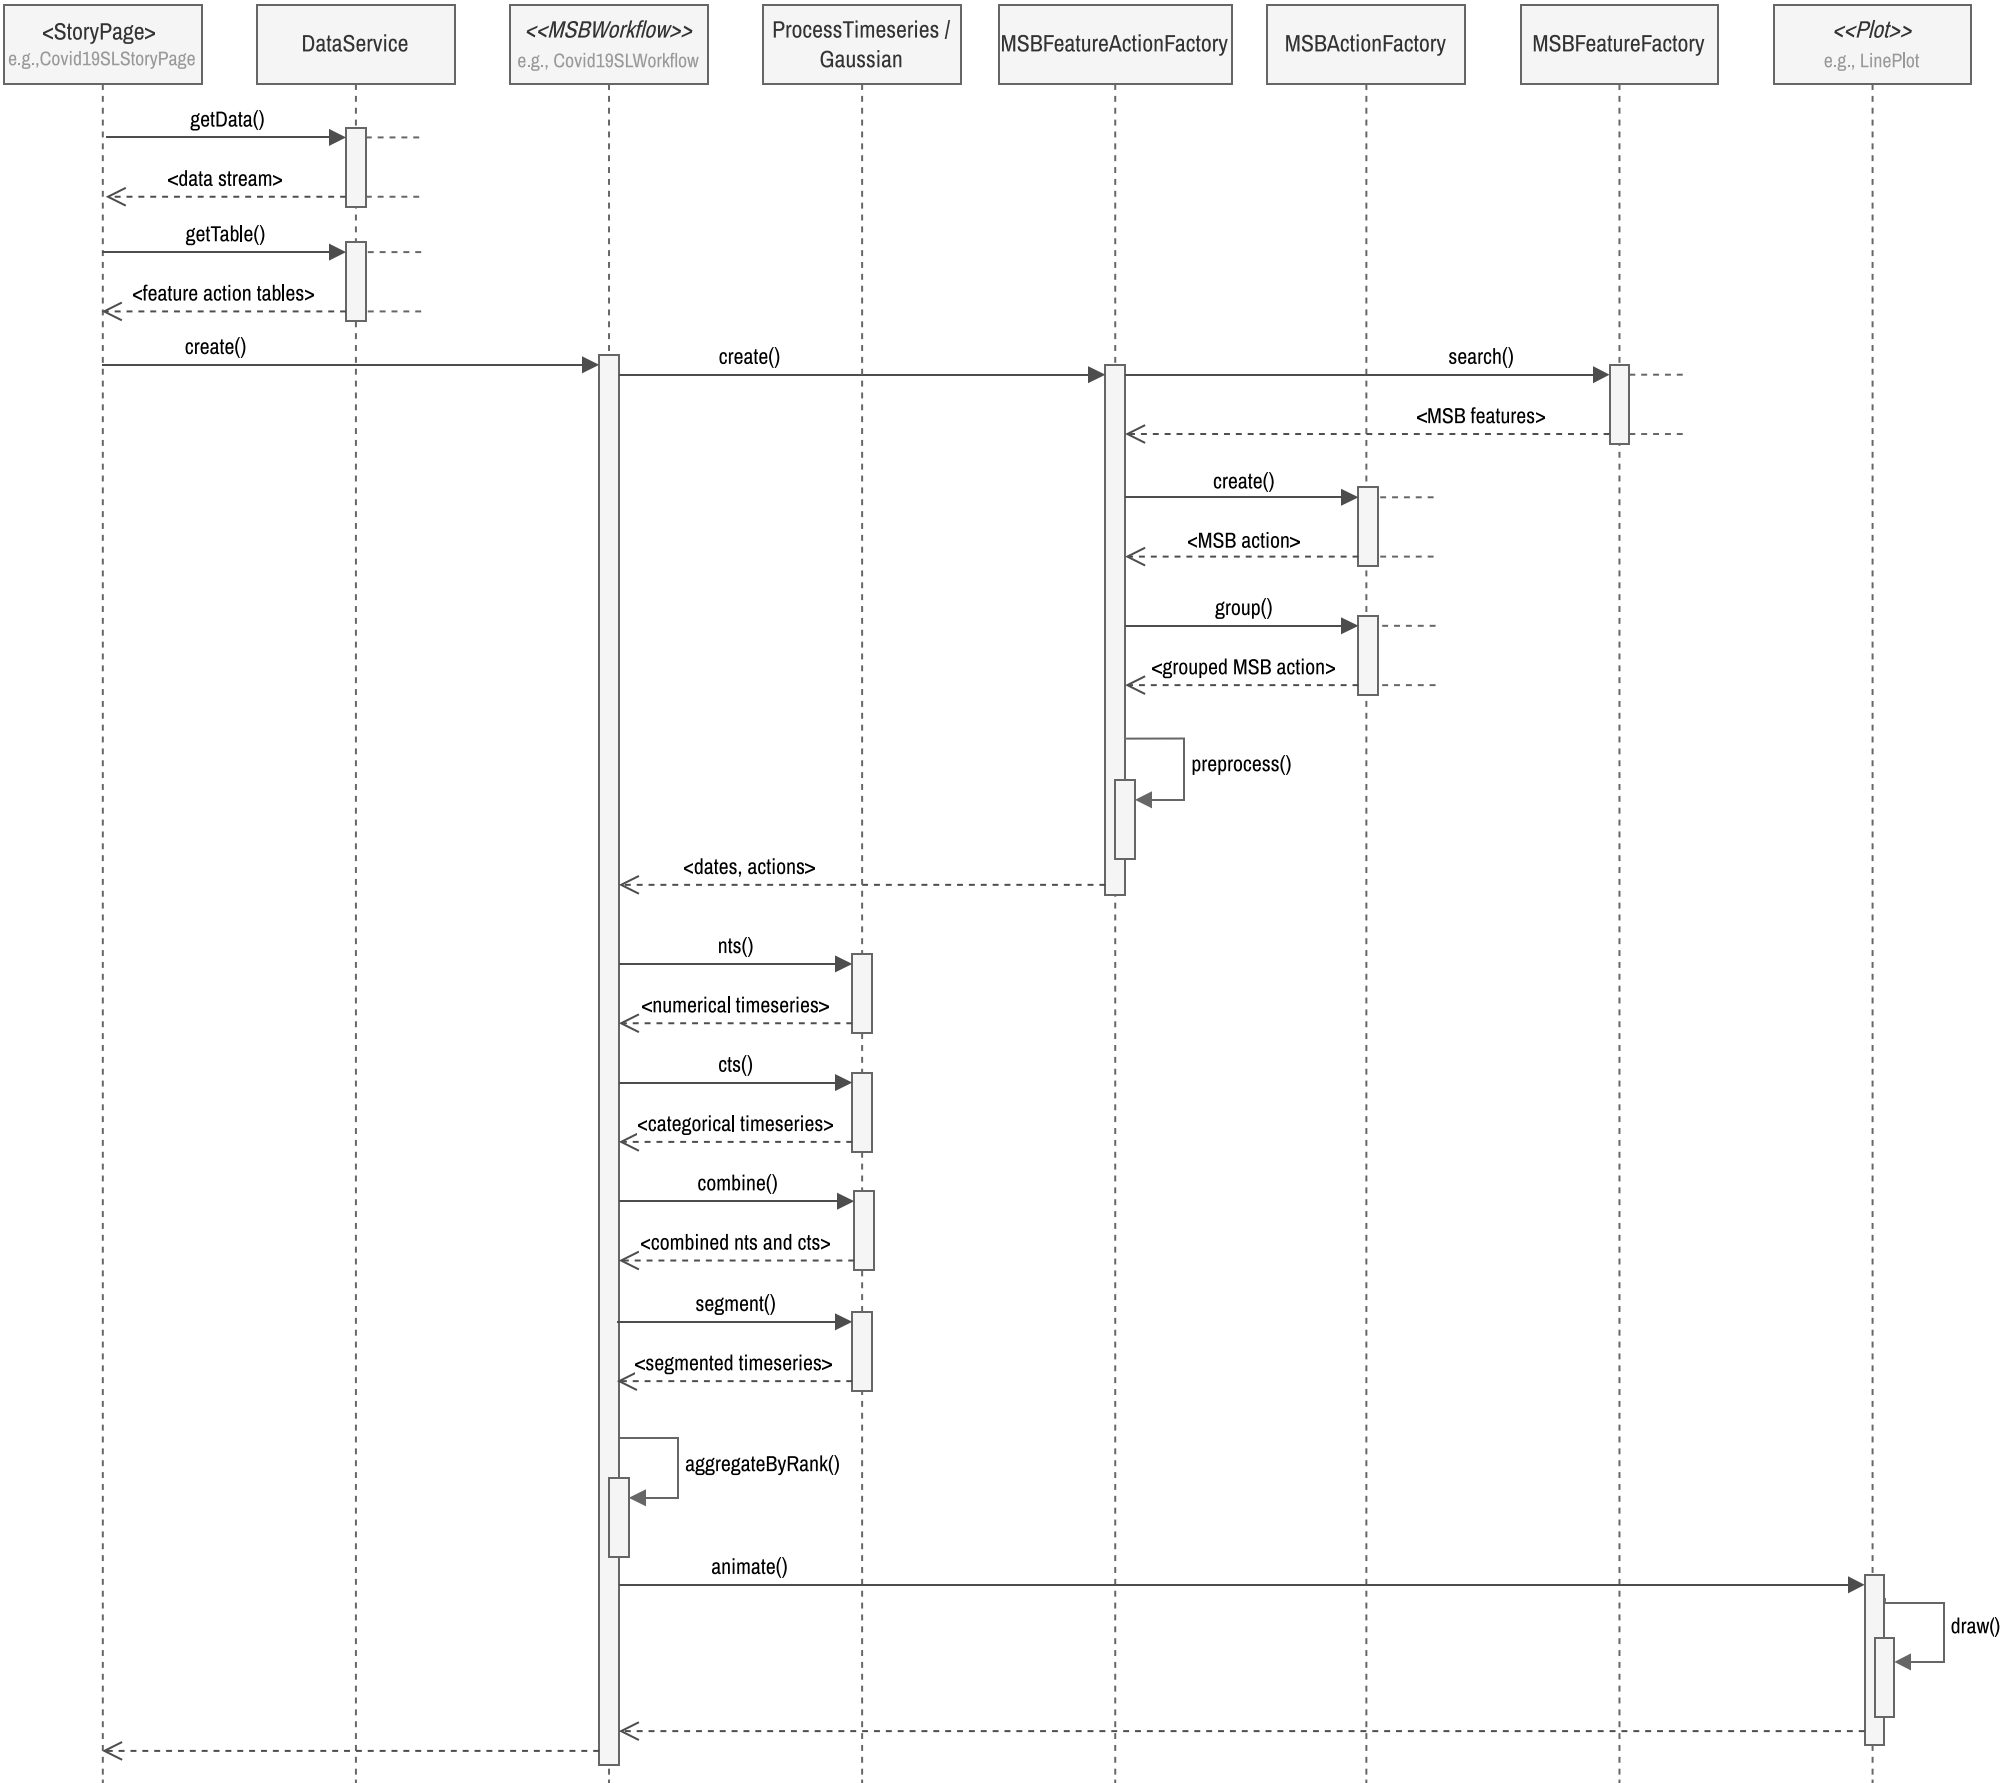 <StoryPage>
e.g.,Covid19SLStoryPage
DataService
<<MSBWorkflow>>
e.g., Covid19SLWorkflow
ProcessTimeseries /
Gaussian
MSBFeatureActionFactory
MSBActionFactory
MSBFeatureFactory
<<Plot>>
e.g., LinePlot
getData()
<data stream>
getTable()
<feature action tables>
create()
create()
search()
<MSB features>
create()
<MSB action>
group()
<grouped MSB action>
preprocess()
<dates, actions>
nts()
<numerical timeseries>
cts()
<categorical timeseries>
combine()
<combined nts and cts>
segment()
<segmented timeseries>
aggregateByRank()
animate()
draw()